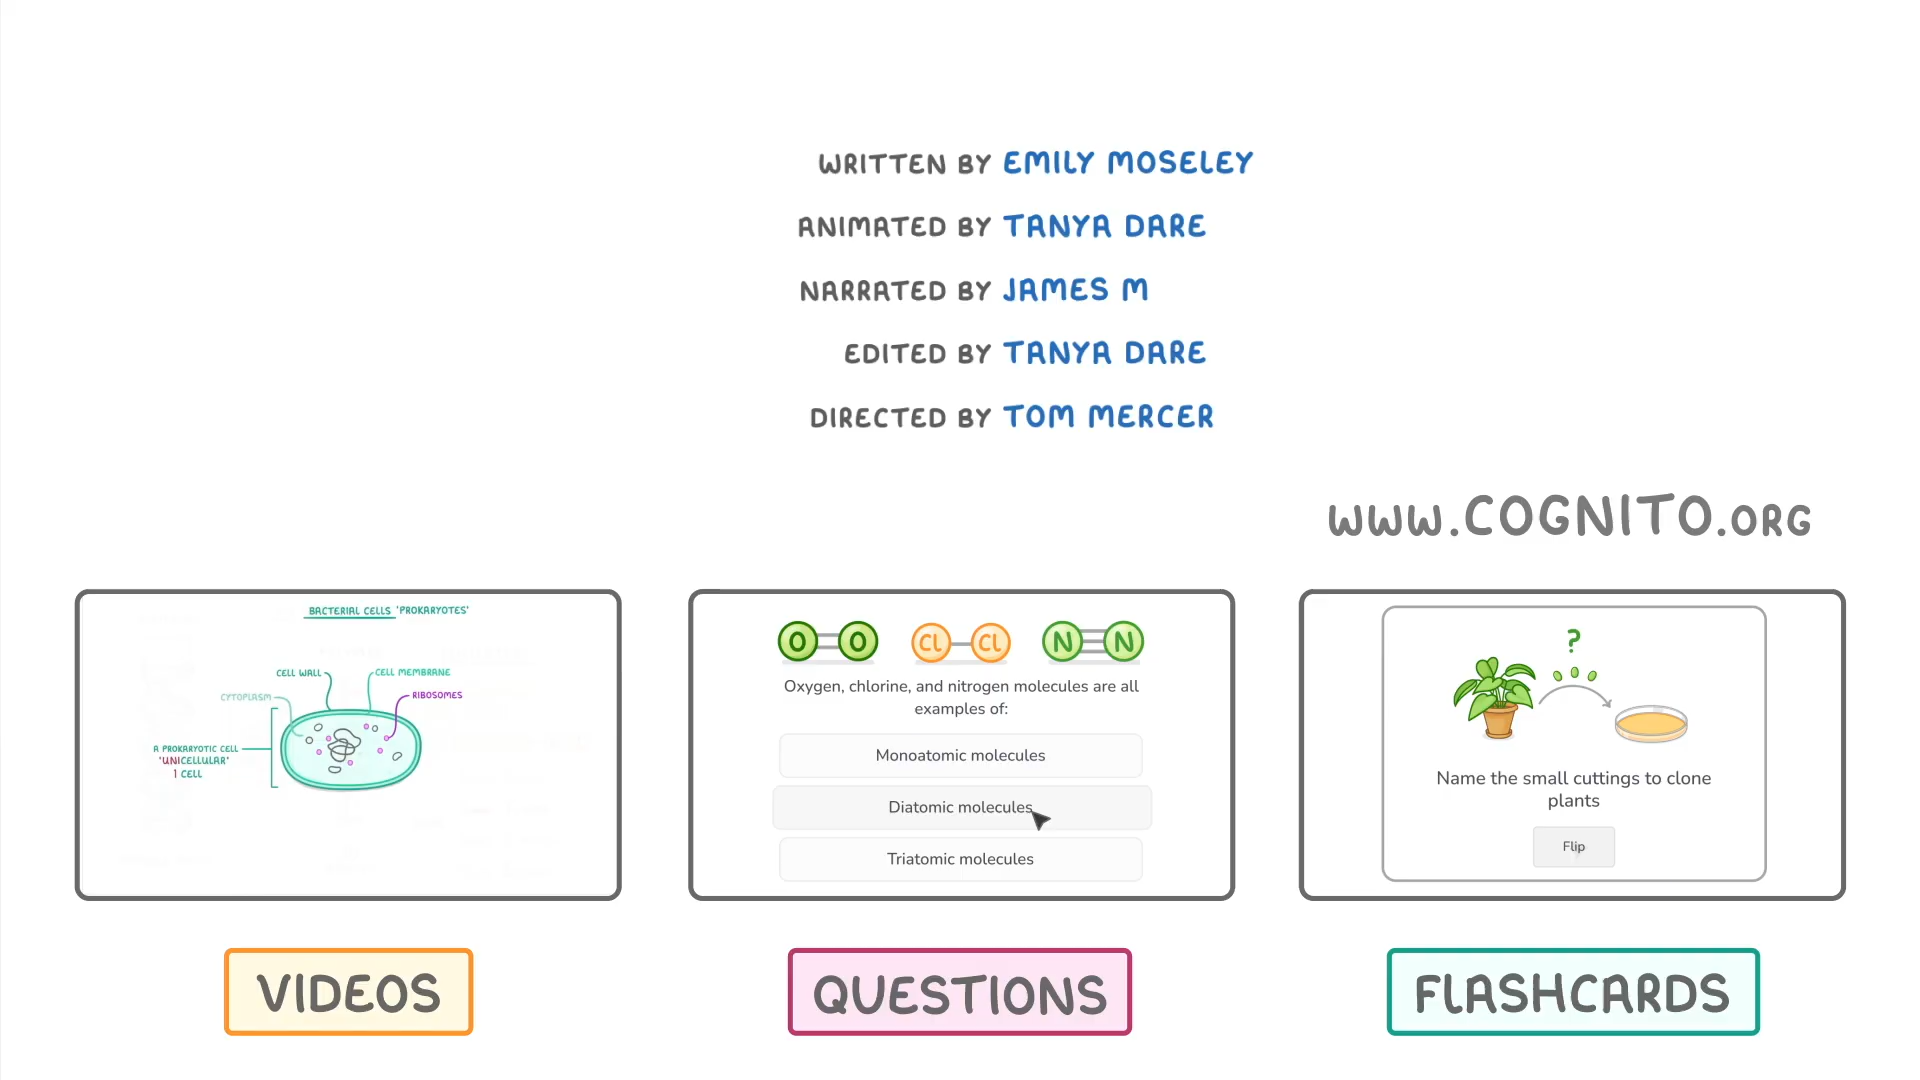 WRITTEN BY EMILY MOSELEY
ANIMATED BY TANYA DARE
NARRATED BY JAMES M
EDITED BY TANYA DARE
DIRECTED BY TOM MERCER
www.COGNITO.ORG
BACTERIAL CELLS 'PROKARYOTES'
CELL WALL
CELL MEMBRANE
CYTOPLASM
RIBOSOMES
A PROKARYOTIC CELL
'UNICELLULAR'
1 CELL
O O Cl Cl N N
Oxygen, chlorine, and nitrogen molecules are all
examples of:
Monoatomic molecules
Diatomic molecules
Triatomic molecules
?
Name the small cuttings to clone
plants
Flip
VIDEOS
QUESTIONS
FLASHCARDS